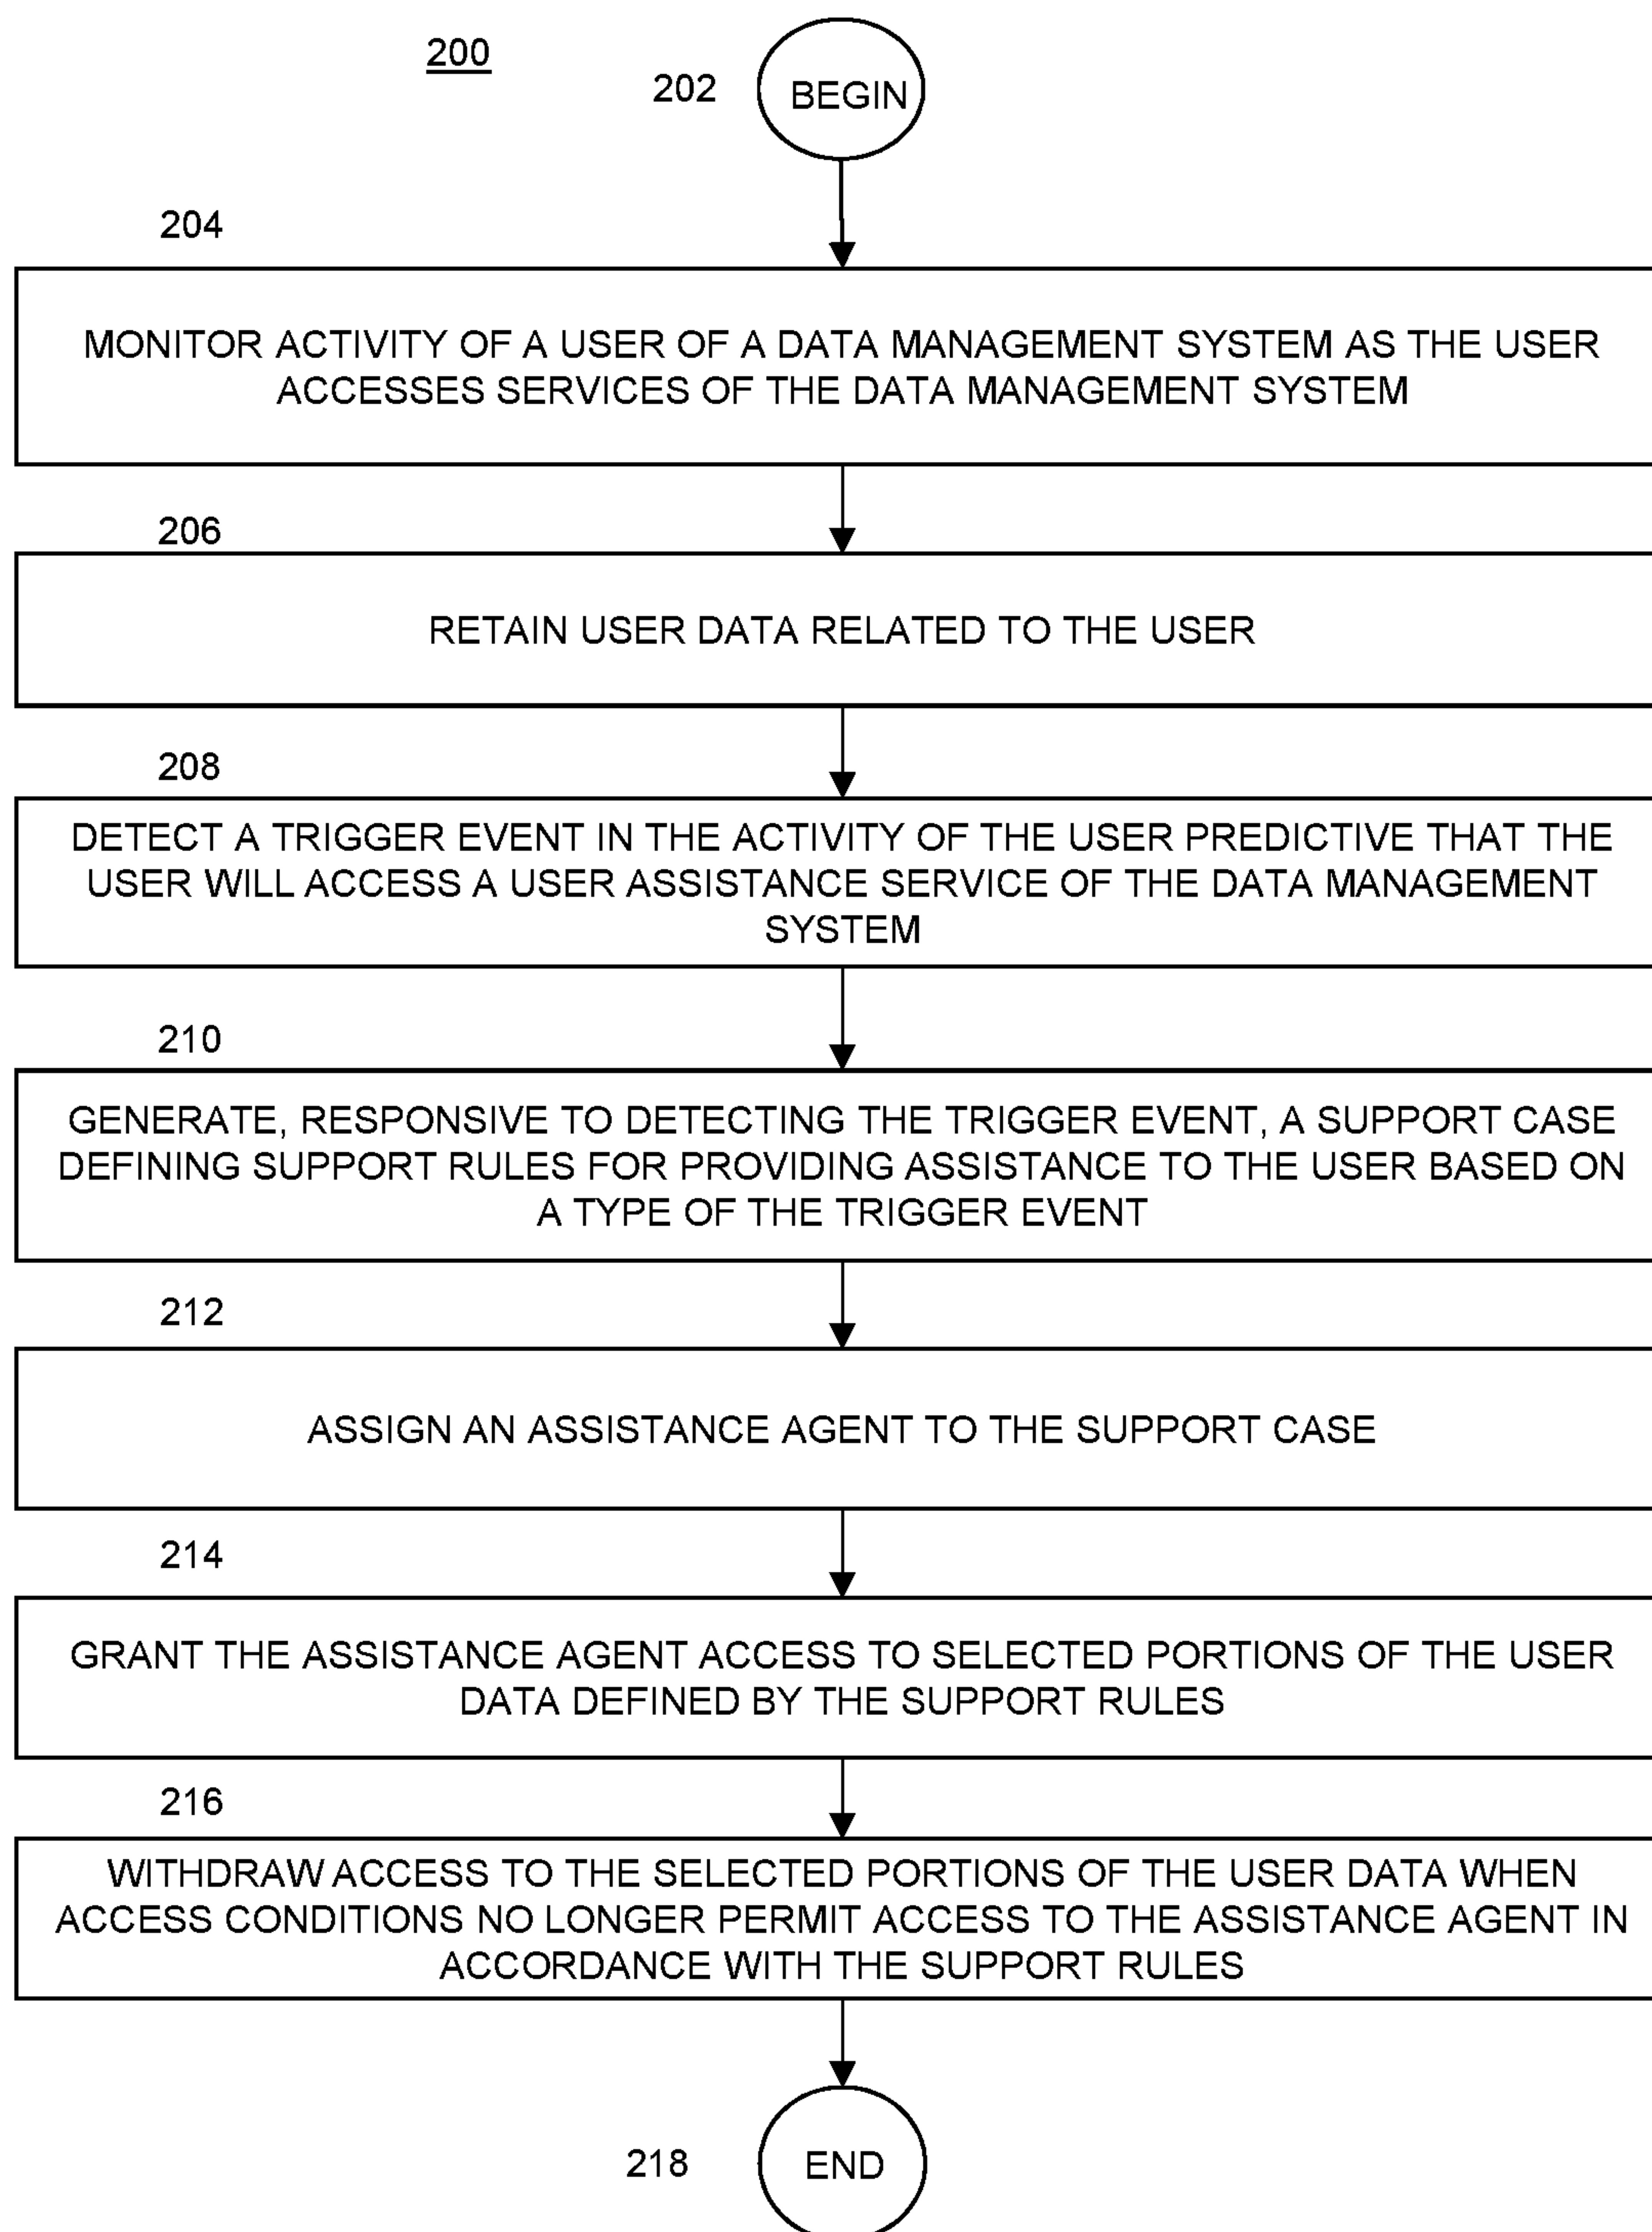 200
202
BEGIN
204
MONITOR ACTIVITY OF A USER OF A DATA MANAGEMENT SYSTEM AS THE USER
ACCESSES SERVICES OF THE DATA MANAGEMENT SYSTEM
206
RETAIN USER DATA RELATED TO THE USER
208
DETECT A TRIGGER EVENT IN THE ACTIVITY OF THE USER PREDICTIVE THAT THE
USER WILL ACCESS A USER ASSISTANCE SERVICE OF THE DATA MANAGEMENT
SYSTEM
210
GENERATE, RESPONSIVE TO DETECTING THE TRIGGER EVENT, A SUPPORT CASE
DEFINING SUPPORT RULES FOR PROVIDING ASSISTANCE TO THE USER BASED ON
A TYPE OF THE TRIGGER EVENT
212
ASSIGN AN ASSISTANCE AGENT TO THE SUPPORT CASE
214
GRANT THE ASSISTANCE AGENT ACCESS TO SELECTED PORTIONS OF THE USER
DATA DEFINED BY THE SUPPORT RULES
216
WITHDRAW ACCESS TO THE SELECTED PORTIONS OF THE USER DATA WHEN
ACCESS CONDITIONS NO LONGER PERMIT ACCESS TO THE ASSISTANCE AGENT IN
ACCORDANCE WITH THE SUPPORT RULES
218
END